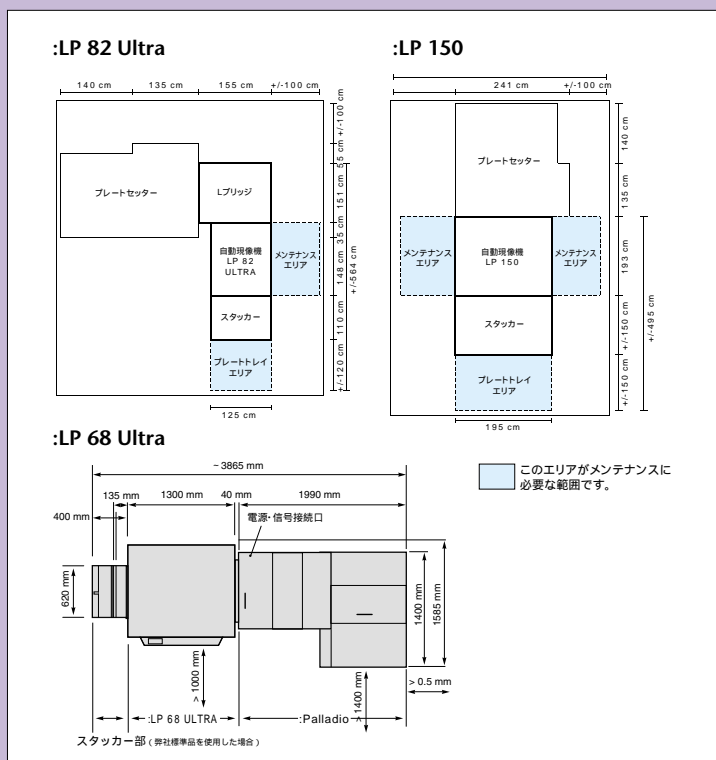 :LP 82 Ultra
140 cm
135 cm
155 cm
+/-100 cm
+/-100 cm
55 cm
151 cm
35 cm
148 cm
110 cm
+/-120 cm
+/-564 cm
プレートセッター
Lブリッジ
自動現像機
LP 82
ULTRA
メンテナンス
エリア
スタッカー
プレートトレイ
エリア
125 cm
:LP 150
241 cm
+/-100 cm
140 cm
135 cm
193 cm
+/-150 cm
+/-150 cm
+/-495 cm
プレートセッター
メンテナンス
エリア
自動現像機
LP 150
メンテナンス
エリア
スタッカー
プレートトレイ
エリア
195 cm
:LP 68 Ultra
このエリアがメンテナンスに
必要な範囲です。
~ 3865 mm
135 mm
1300 mm
40 mm
1990 mm
400 mm
電源・信号接続口
620 mm
1400 mm
1585 mm
> 1000 mm
> 1400 mm
> 0.5 mm
:LP 68 ULTRA
:Palladio
スタッカー部 (弊社標準品を使用した場合)